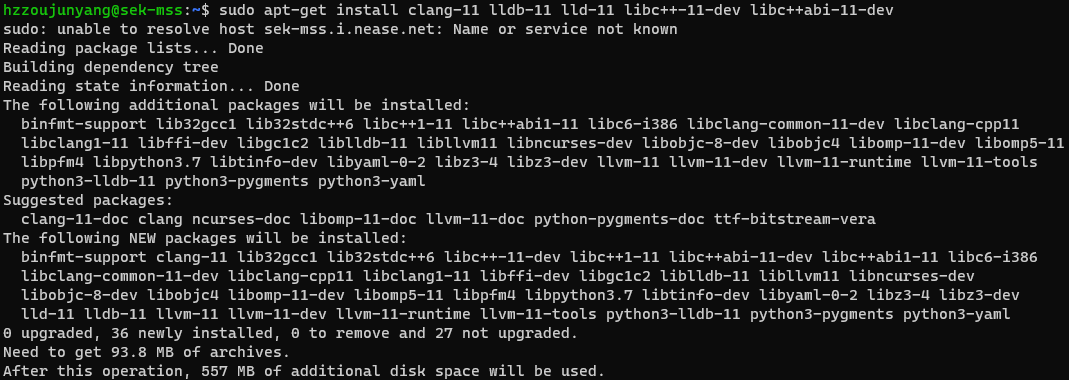 hzzoujunyang@sek-mss:~$ sudo apt-get install clang-11 lldb-11 lld-11 libc++-11-dev libc++abi-11-dev
sudo: unable to resolve host sek-mss.i.nease.net: Name or service not known
Reading package lists... Done
Building dependency tree
Reading state information... Done
The following additional packages will be installed:
  binfmt-support lib32gcc1 lib32stdc++6 libc++1-11 libc++abi1-11 libc6-i386 libclang-common-11-dev libclang-cpp11
  libclang1-11 libffi-dev libgc1c2 liblldb-11 libllvm11 libncurses-dev libobjc-8-dev libobjc4 libomp-11-dev libomp5-11
  libpfm4 libpython3.7 libtinfo-dev libyaml-0-2 libz3-4 libz3-dev llvm-11 llvm-11-dev llvm-11-runtime llvm-11-tools
  python3-lldb-11 python3-pygments python3-yaml
Suggested packages:
  clang-11-doc clang ncurses-doc libomp-11-doc llvm-11-doc python-pygments-doc ttf-bitstream-vera
The following NEW packages will be installed:
  binfmt-support clang-11 lib32gcc1 lib32stdc++6 libc++-11-dev libc++1-11 libc++abi-11-dev libc++abi1-11 libc6-i386
  libclang-common-11-dev libclang-cpp11 libclang1-11 libffi-dev libgc1c2 liblldb-11 libllvm11 libncurses-dev
  libobjc-8-dev libobjc4 libomp-11-dev libomp5-11 libpfm4 libpython3.7 libtinfo-dev libyaml-0-2 libz3-4 libz3-dev
  lld-11 lldb-11 llvm-11 llvm-11-dev llvm-11-runtime llvm-11-tools python3-lldb-11 python3-pygments python3-yaml
0 upgraded, 36 newly installed, 0 to remove and 27 not upgraded.
Need to get 93.8 MB of archives.
After this operation, 557 MB of additional disk space will be used.